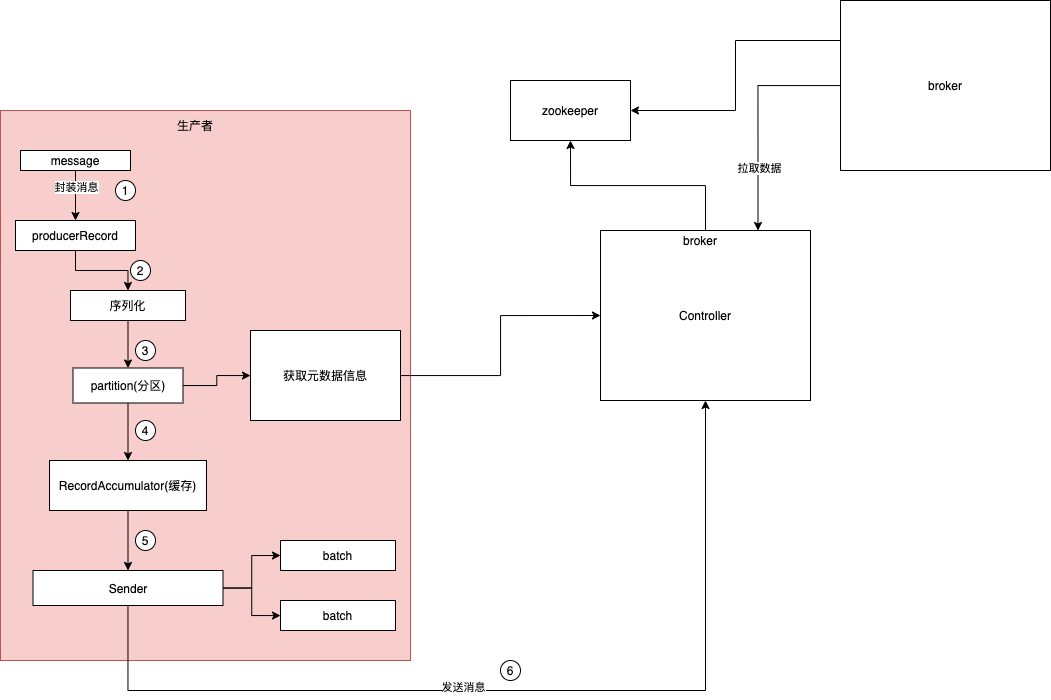 broker
zookeeper
拉取数据
生产者
message
封装消息
1
producerRecord
broker
2
序列化
Controller
3
partition(分区)
获取元数据信息
4
RecordAccumulator(缓存)
5
batch
Sender
batch
6
发送消息